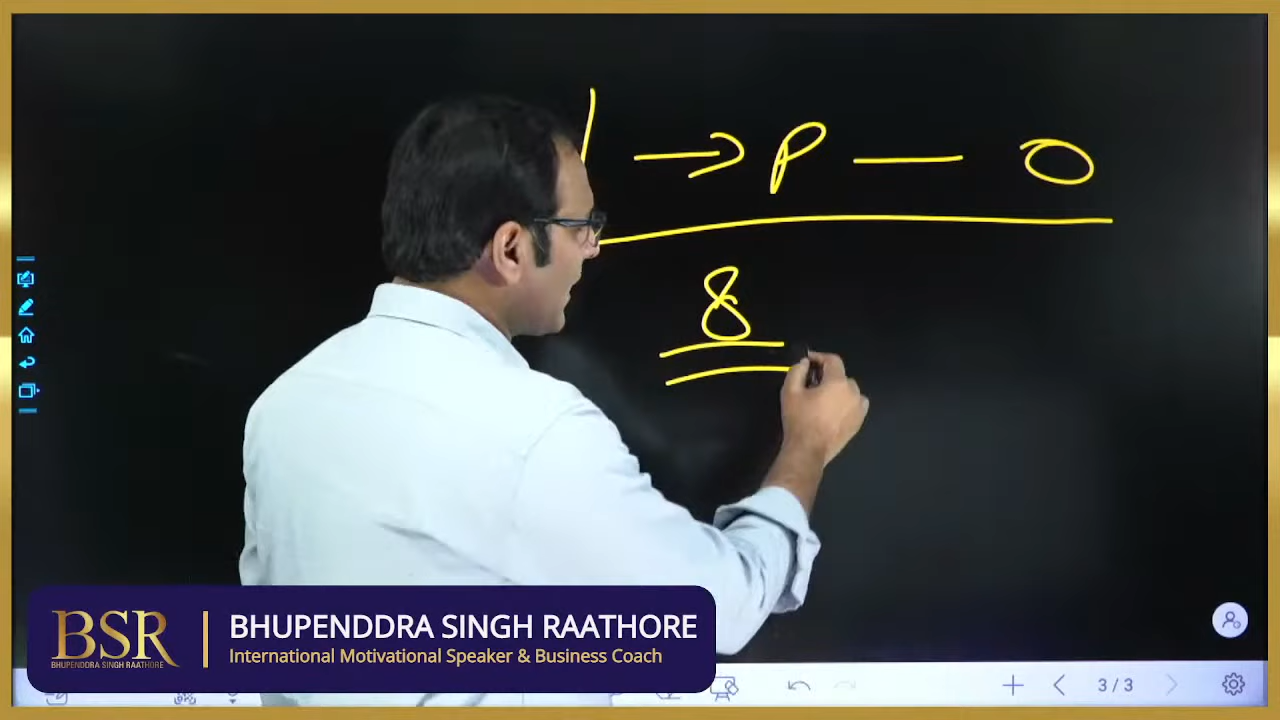 I → P — O
8
BSR
BHUPENDDRA SINGH RAATHORE
BHUPENDDRA SINGH RAATHORE
International Motivational Speaker & Business Coach
3/3